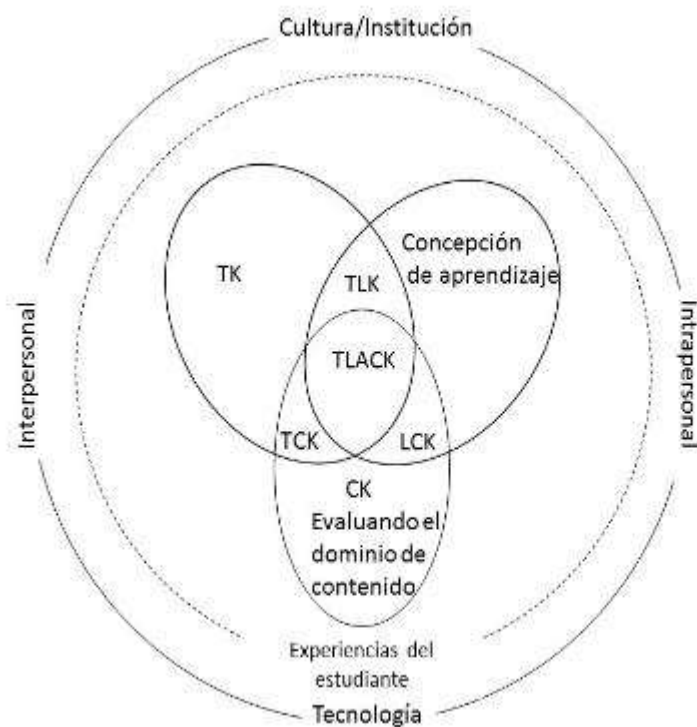 Cultura/Institución
Concepción
de aprendizaje
TK
TLK
Interpersonal
Intrapersonal
TLACK
TCK
LCK
CK
Evaluando el
dominio de
contenido
Experiencias del
estudiante
Tecnología